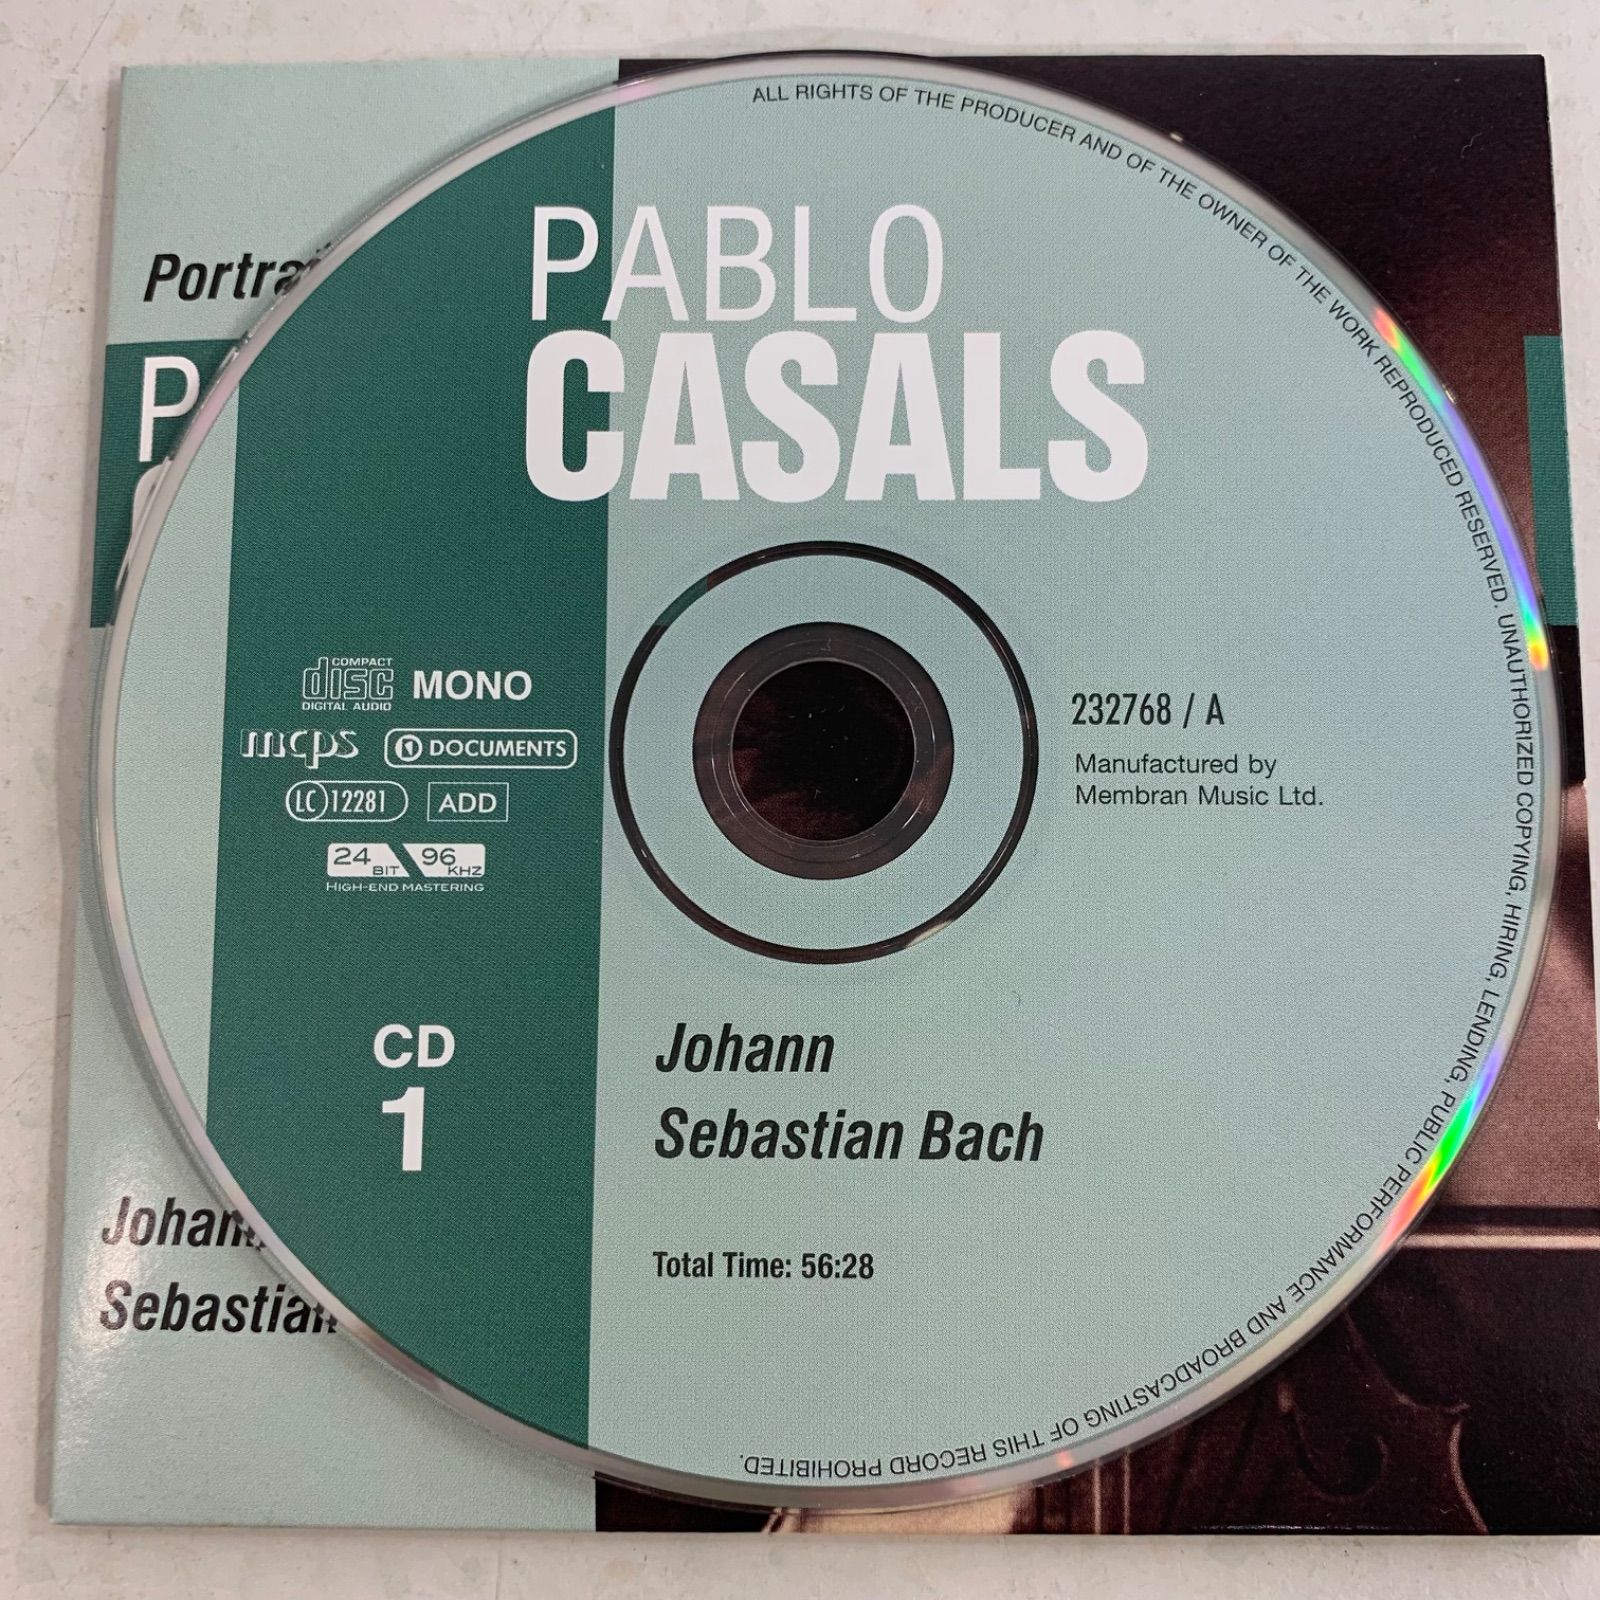 ALL RIGHTS OF THE PRODUCER AND OF THE OWNER OF THE WORK REPRODUCED RESERVED. UNAUTHORIZED COPYING, HIRING, LENDING, PUBLIC PERFORMANCE AND BROADCASTING OF THIS RECORD PROHIBITED.
PABLO
CASALS
COMPACT
disc
DIGITAL AUDIO
MONO
mcps
DOCUMENTS
LC 12281
ADD
24 BIT 96 KHZ
HIGH-END MASTERING
232768 / A
Manufactured by
Membran Music Ltd.
CD
1
Johann
Sebastian Bach
Total Time: 56:28
P
Johann
Sebastian